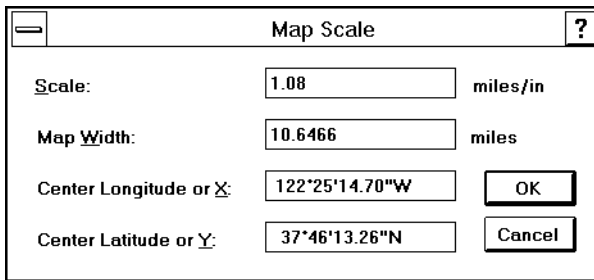 Map Scale ?
Scale: 1.08 miles/in
Map Width: 10.6466 miles
Center Longitude or X: 122°25'14.70"W OK
Center Latitude or Y: 37°46'13.26"N Cancel